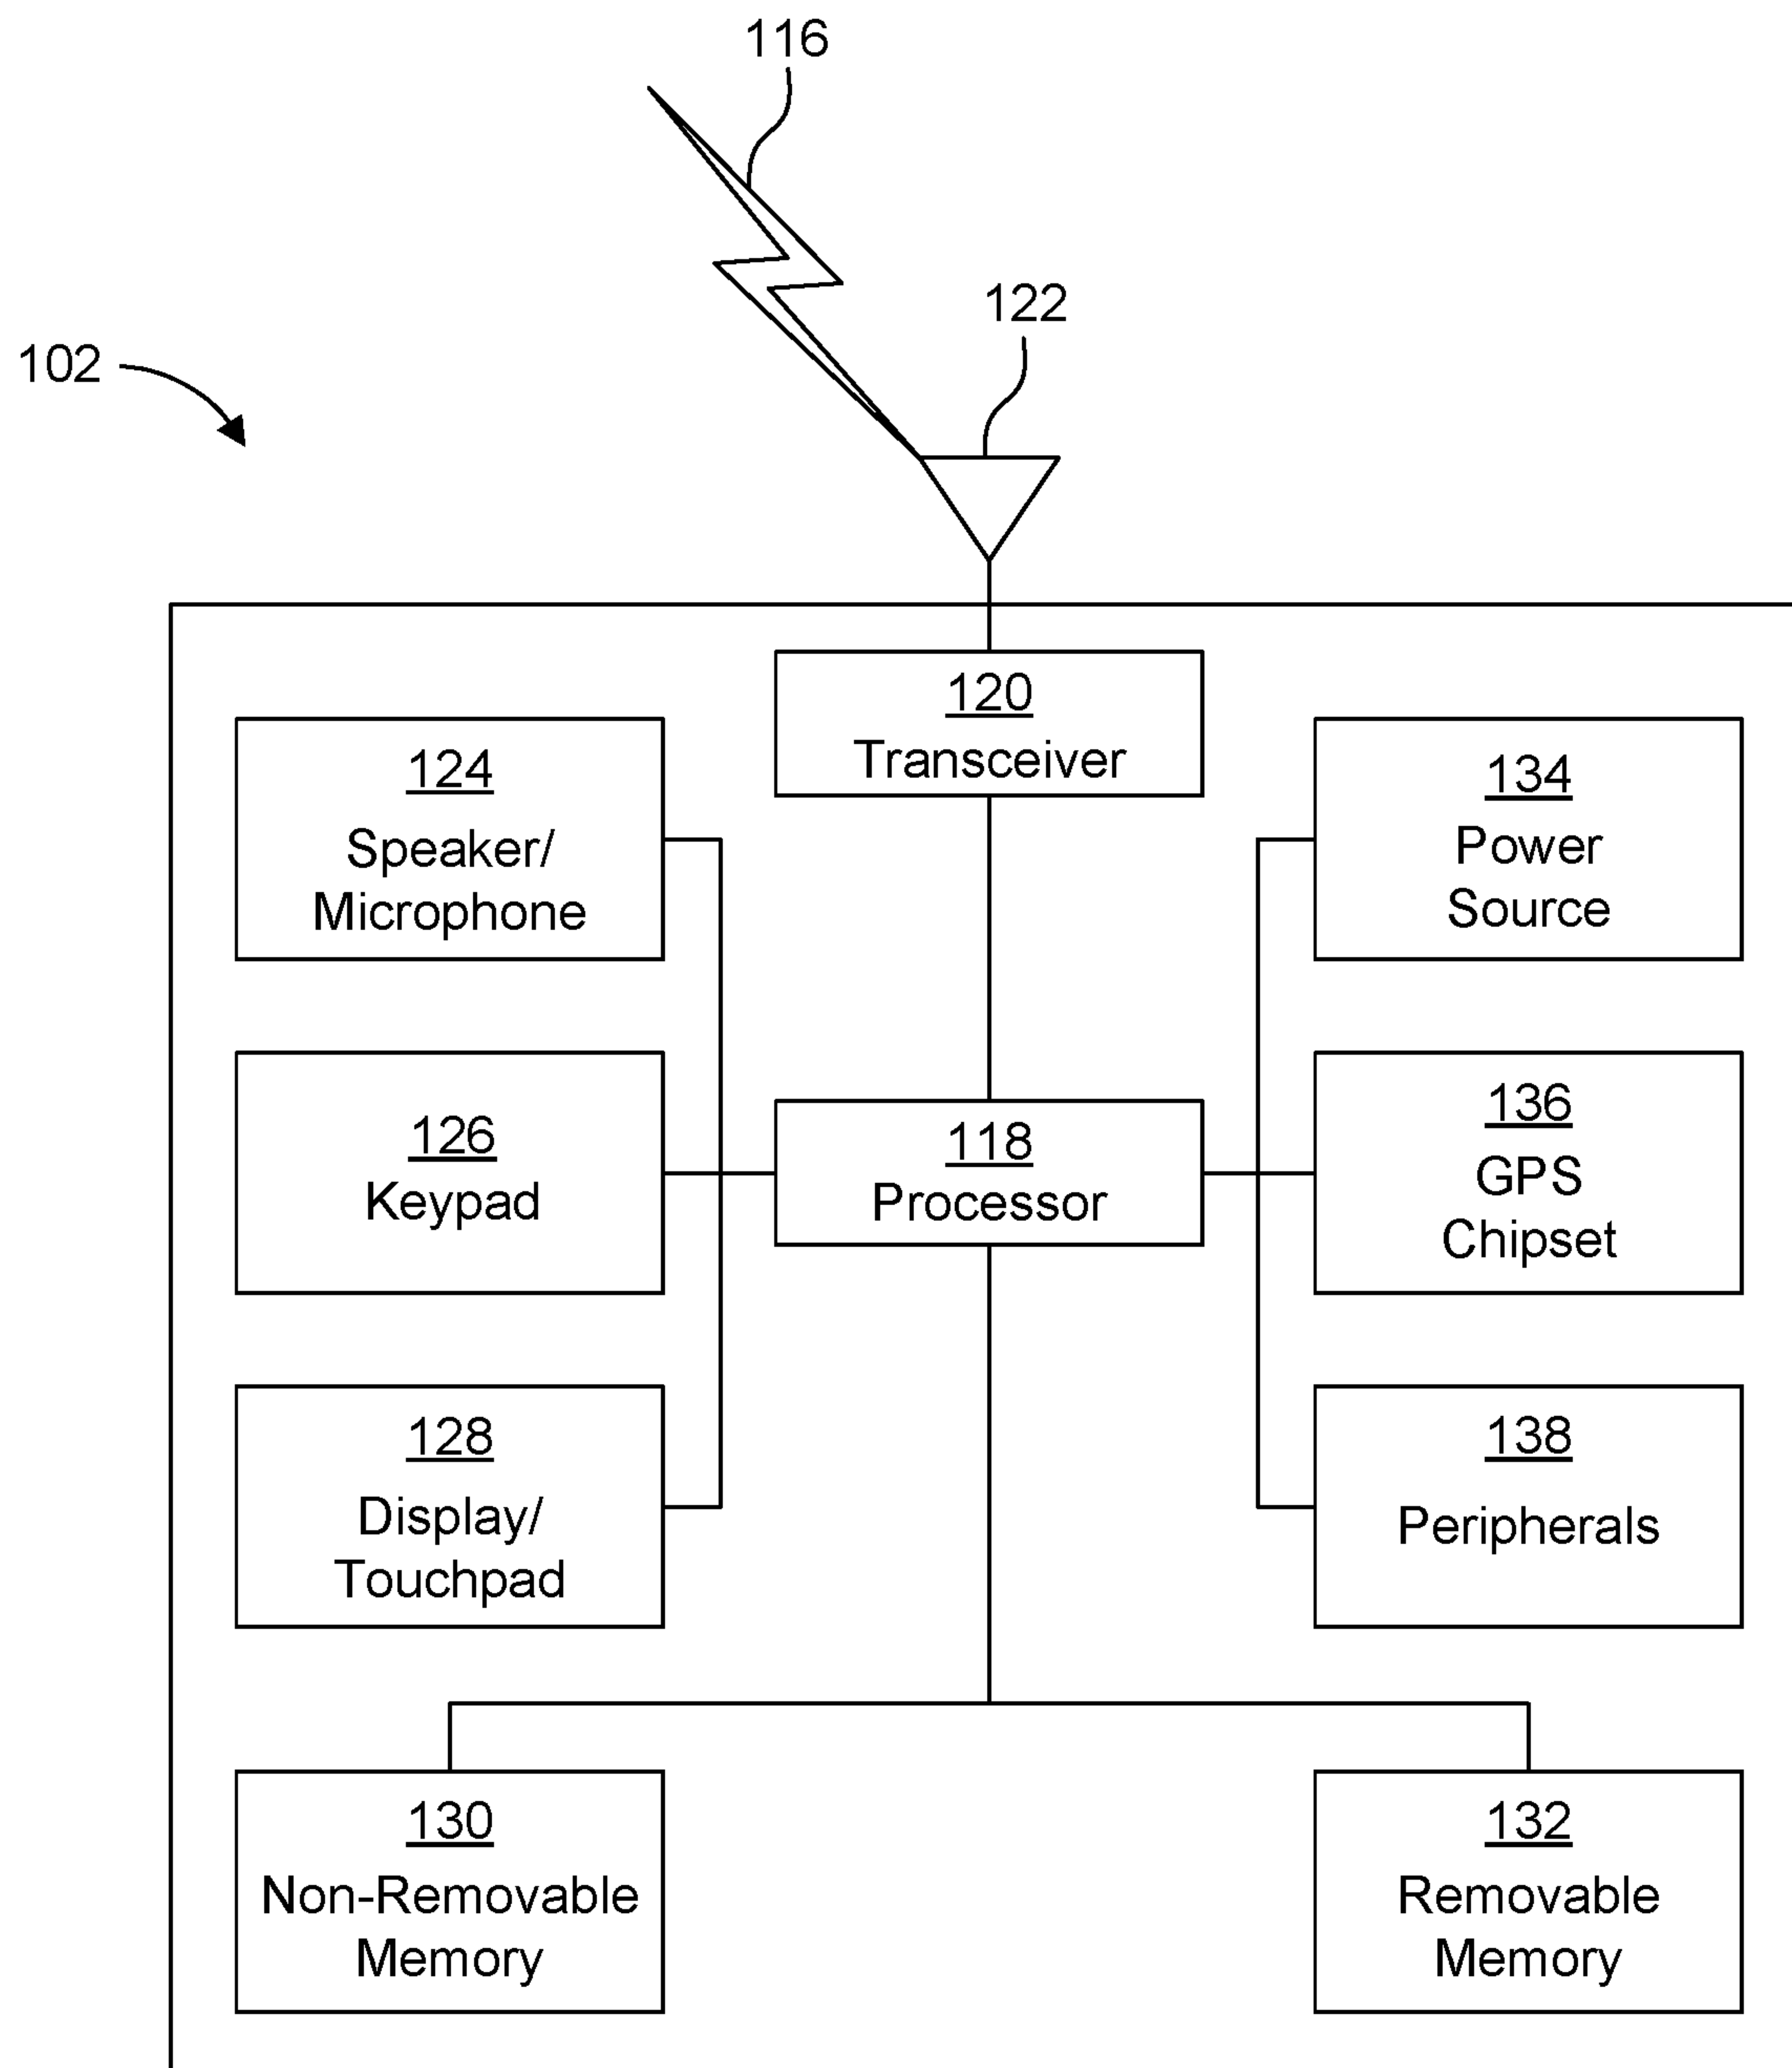 116
122
102
120
Transceiver
124
Speaker/
Microphone
134
Power
Source
126
Keypad
118
Processor
136
GPS
Chipset
128
Display/
Touchpad
138
Peripherals
130
Non-Removable
Memory
132
Removable
Memory